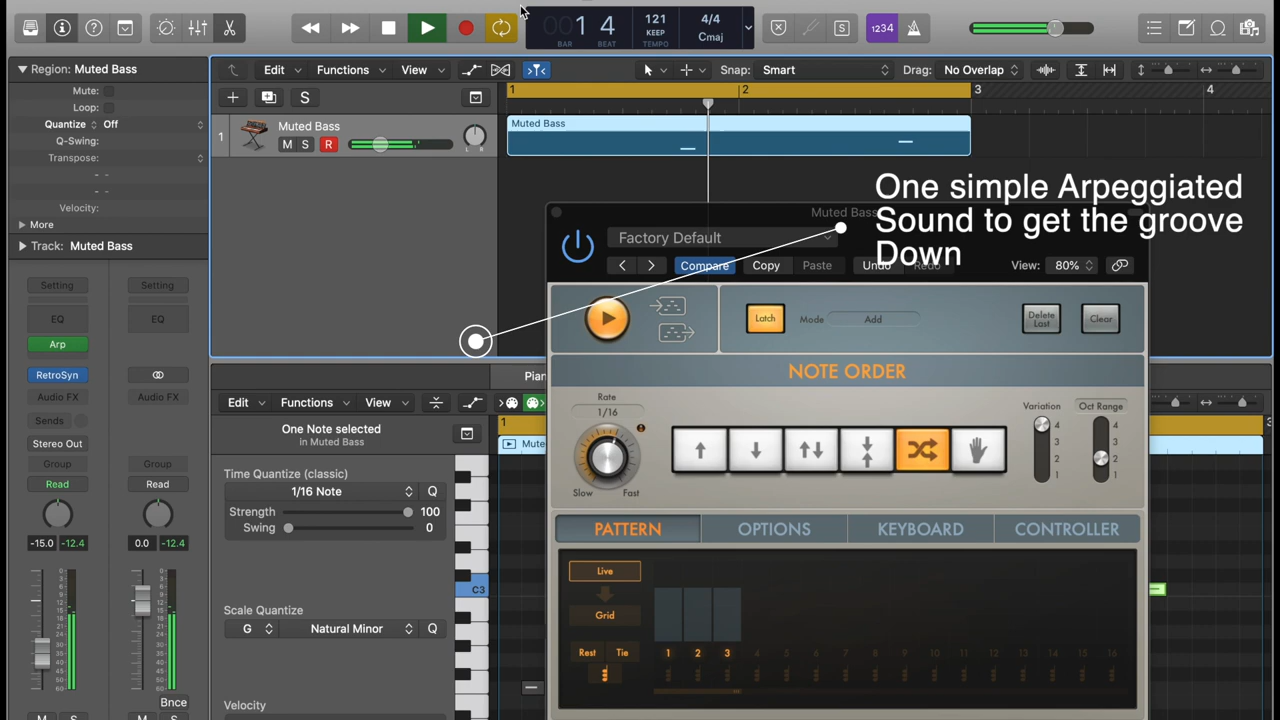 1 4
BAR BEAT
121
KEEP
TEMPO
4/4
Cmaj
S
1234
Region: Muted Bass
Mute:
Loop:
Quantize Off
Q-Swing:
Transpose:
Velocity:
More
Track: Muted Bass
Edit Functions View
Snap: Smart
Drag: No Overlap
S
1 2 3 4
1
Muted Bass
M S R
L R
Muted Bass
One simple Arpeggiated
Sound to get the groove
Down
Setting Setting
EQ EQ
Arp
RetroSyn
Audio FX Audio FX
Sends
Stereo Out Stereo Out
Group Group
Read Read
-15.0 -12.4 0.0 -12.4
Bnce
M S M S
Muted Bass
Factory Default
Compare Copy Paste Undo Redo
View: 80%
Latch
Mode Add
Delete
Last
Clear
NOTE ORDER
Rate
1/16
Slow Fast
Variation
4
3
2
1
Oct Range
4
3
2
1
PATTERN OPTIONS KEYBOARD CONTROLLER
Live
Grid
Rest Tie
1 2 3 4 5 6 7 8 9 10 11 12 13 14 15 16
Edit Functions View
One Note selected
in Muted Bass
Time Quantize (classic)
1/16 Note Q
Strength 100
Swing 0
Scale Quantize
G Natural Minor Q
Velocity
1
3
C3